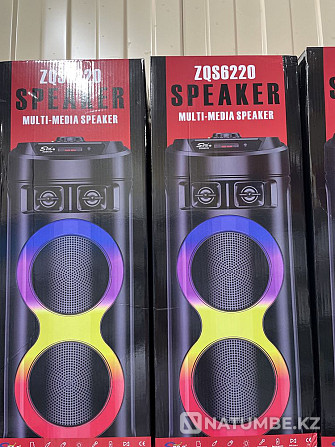 ZQS6220
SPEAKER
MULTI-MEDIA SPEAKER
ZQS6220
SPEAKER
MULTI-MEDIA SPEAKER
NATUMBE.KZ